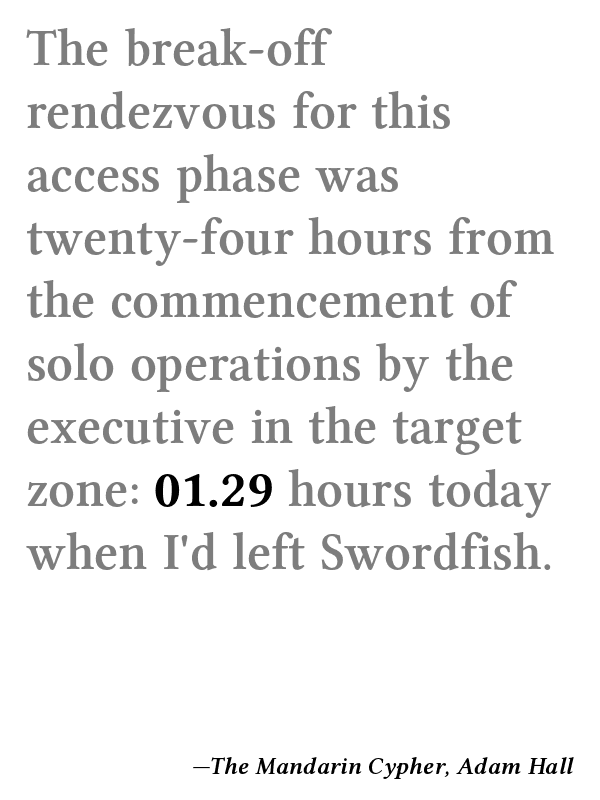 The break-off
rendezvous for this
access phase was
twenty-four hours from
the commencement of
solo operations by the
executive in the target
zone: 01.29 hours today
when I'd left Swordfish.
—The Mandarin Cypher, Adam Hall